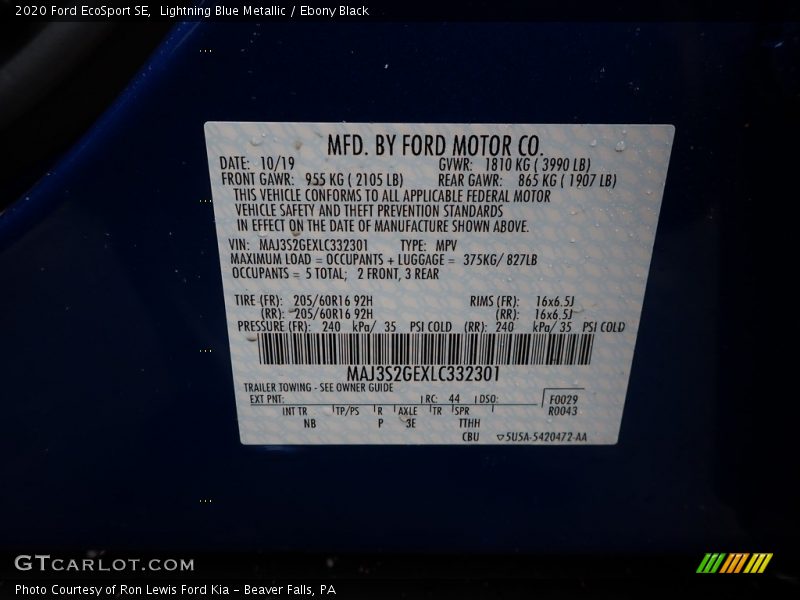 2020 Ford EcoSport SE,  Lightning Blue Metallic / Ebony Black
MFD. BY FORD MOTOR CO.
DATE: 10/19 GVWR: 1810 KG ( 3990 LB)
FRONT GAWR: 955 KG ( 2105 LB) REAR GAWR: 865 KG ( 1907 LB)
THIS VEHICLE CONFORMS TO ALL APPLICABLE FEDERAL MOTOR
VEHICLE SAFETY AND THEFT PREVENTION STANDARDS
IN EFFECT ON THE DATE OF MANUFACTURE SHOWN ABOVE.
VIN: MAJ3S2GEXLC332301 TYPE: MPV
MAXIMUM LOAD = OCCUPANTS + LUGGAGE = 375KG/ 827LB
OCCUPANTS = 5 TOTAL; 2 FRONT, 3 REAR
TIRE (FR): 205/60R16 92H RIMS (FR): 16x6.5J
(RR): 205/60R16 92H (RR): 16x6.5J
PRESSURE (FR): 240 kPa/ 35 PSI COLD (RR): 240 kPa/ 35 PSI COLD
MAJ3S2GEXLC332301
TRAILER TOWING - SEE OWNER GUIDE
EXT PNT: RC: 44 DSO: F0029
INT TR TP/PS R AXLE TR SPR R0043
NB P 3E TTHH
CBU 5U5A-5420472-AA
GTCARLOT.COM
Photo Courtesy of Ron Lewis Ford Kia - Beaver Falls, PA